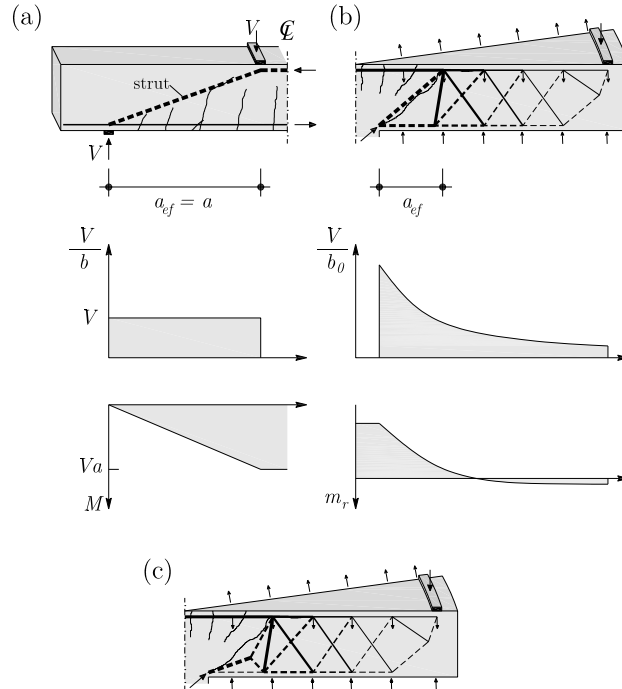 (a)
V
℄
strut
V
a_ef = a
(b)
a_ef
V/b
V
V/b_0
Va
M
m_r
(c)